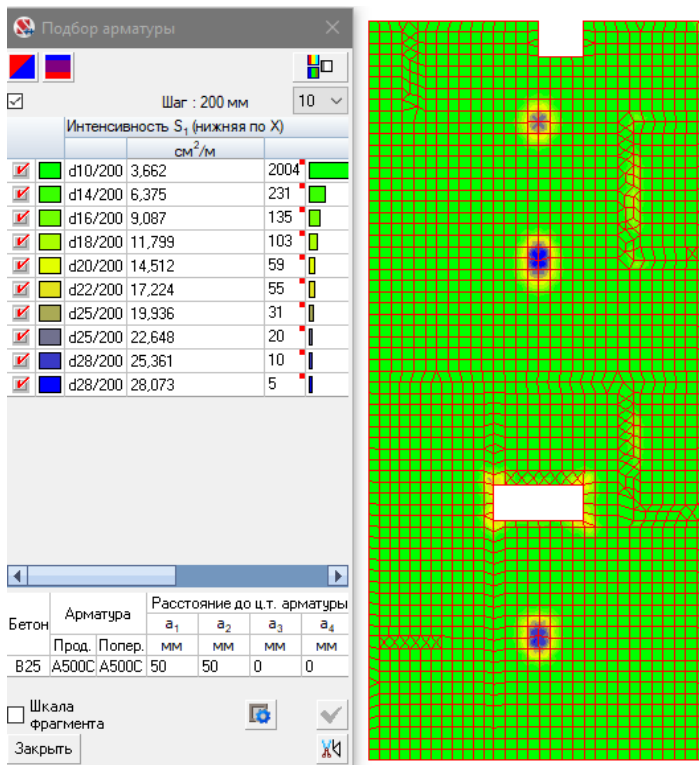 Подбор арматуры
Шаг : 200 мм 10
Интенсивность S1 (нижняя по X)
см²/м
d10/200 3,662 2004
d14/200 6,375 231
d16/200 9,087 135
d18/200 11,799 103
d20/200 14,512 59
d22/200 17,224 55
d25/200 19,936 31
d25/200 22,648 20
d28/200 25,361 10
d28/200 28,073 5
Бетон Арматура Расстояние до ц.т. арматуры
a1 a2 a3 a4
Прод. Попер. мм мм мм мм
B25 A500C A500C 50 50 0 0
Шкала
фрагмента
Закрыть